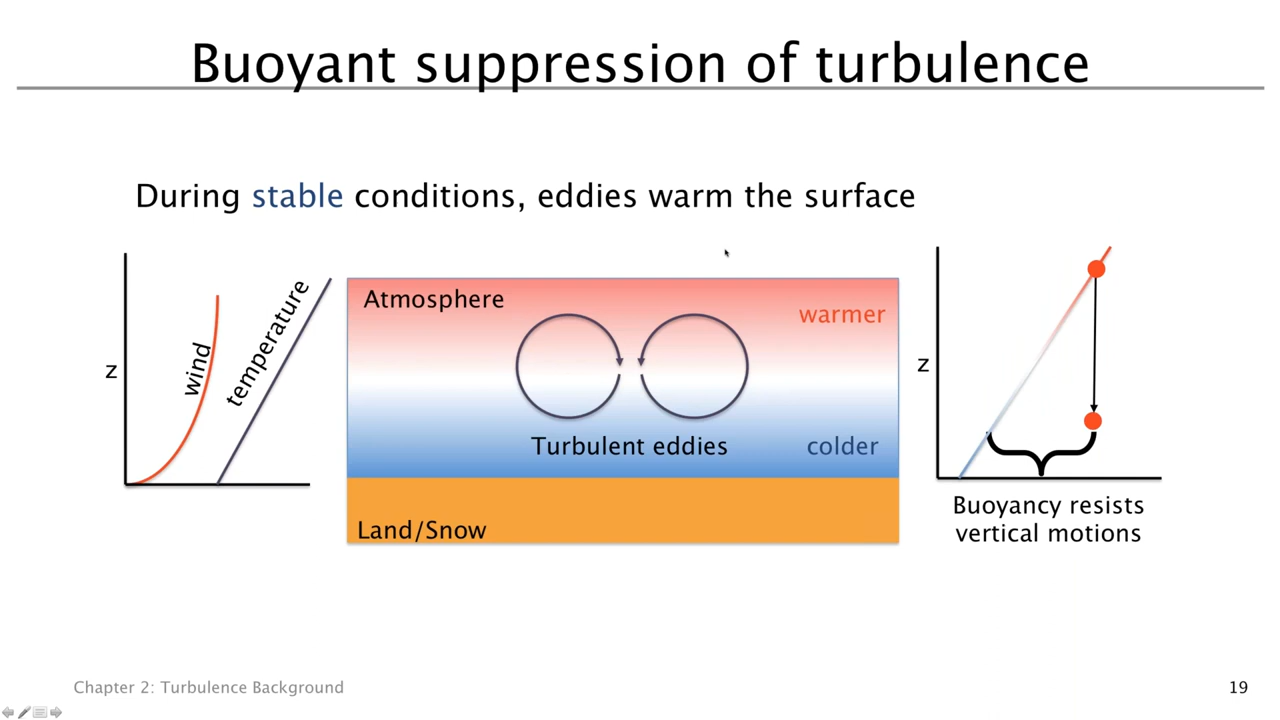 Buoyant suppression of turbulence
During stable conditions, eddies warm the surface
z
wind
temperature
Atmosphere
warmer
Turbulent eddies
colder
Land/Snow
z
Buoyancy resists
vertical motions
Chapter 2: Turbulence Background
19